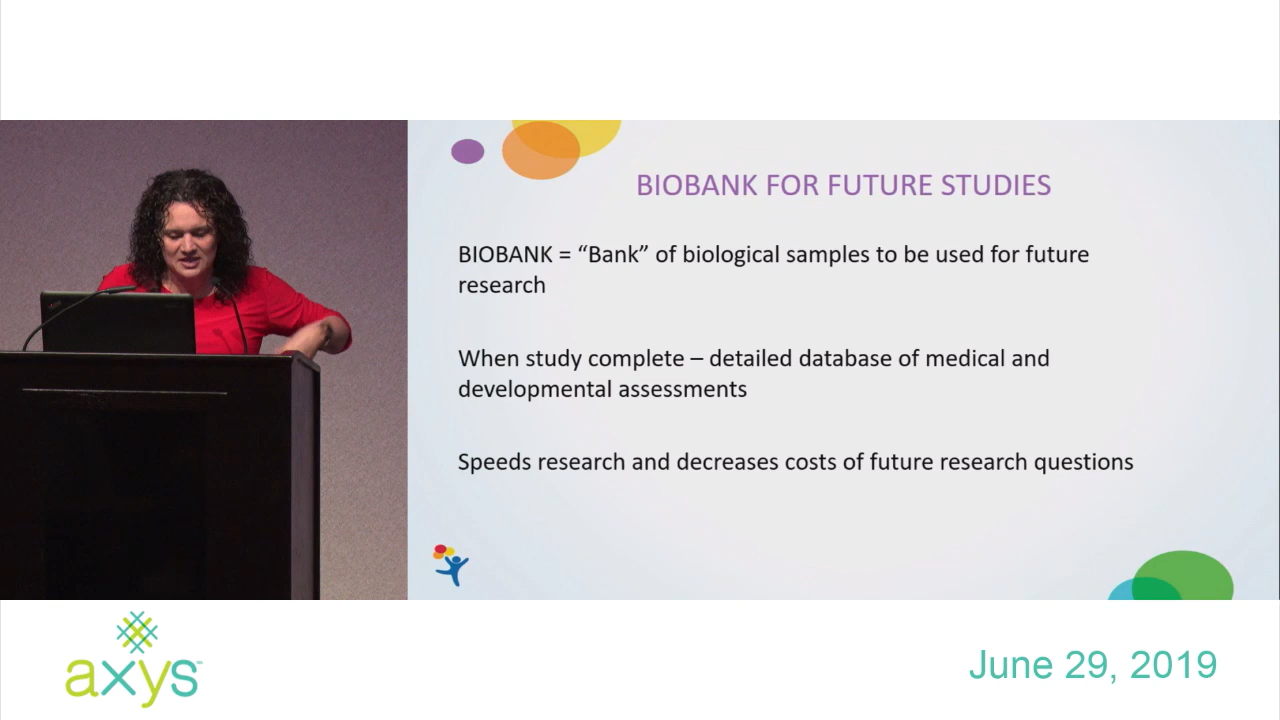 BIOBANK FOR FUTURE STUDIES
BIOBANK = “Bank” of biological samples to be used for future
research
When study complete – detailed database of medical and
developmental assessments
Speeds research and decreases costs of future research questions
axys™
June 29, 2019